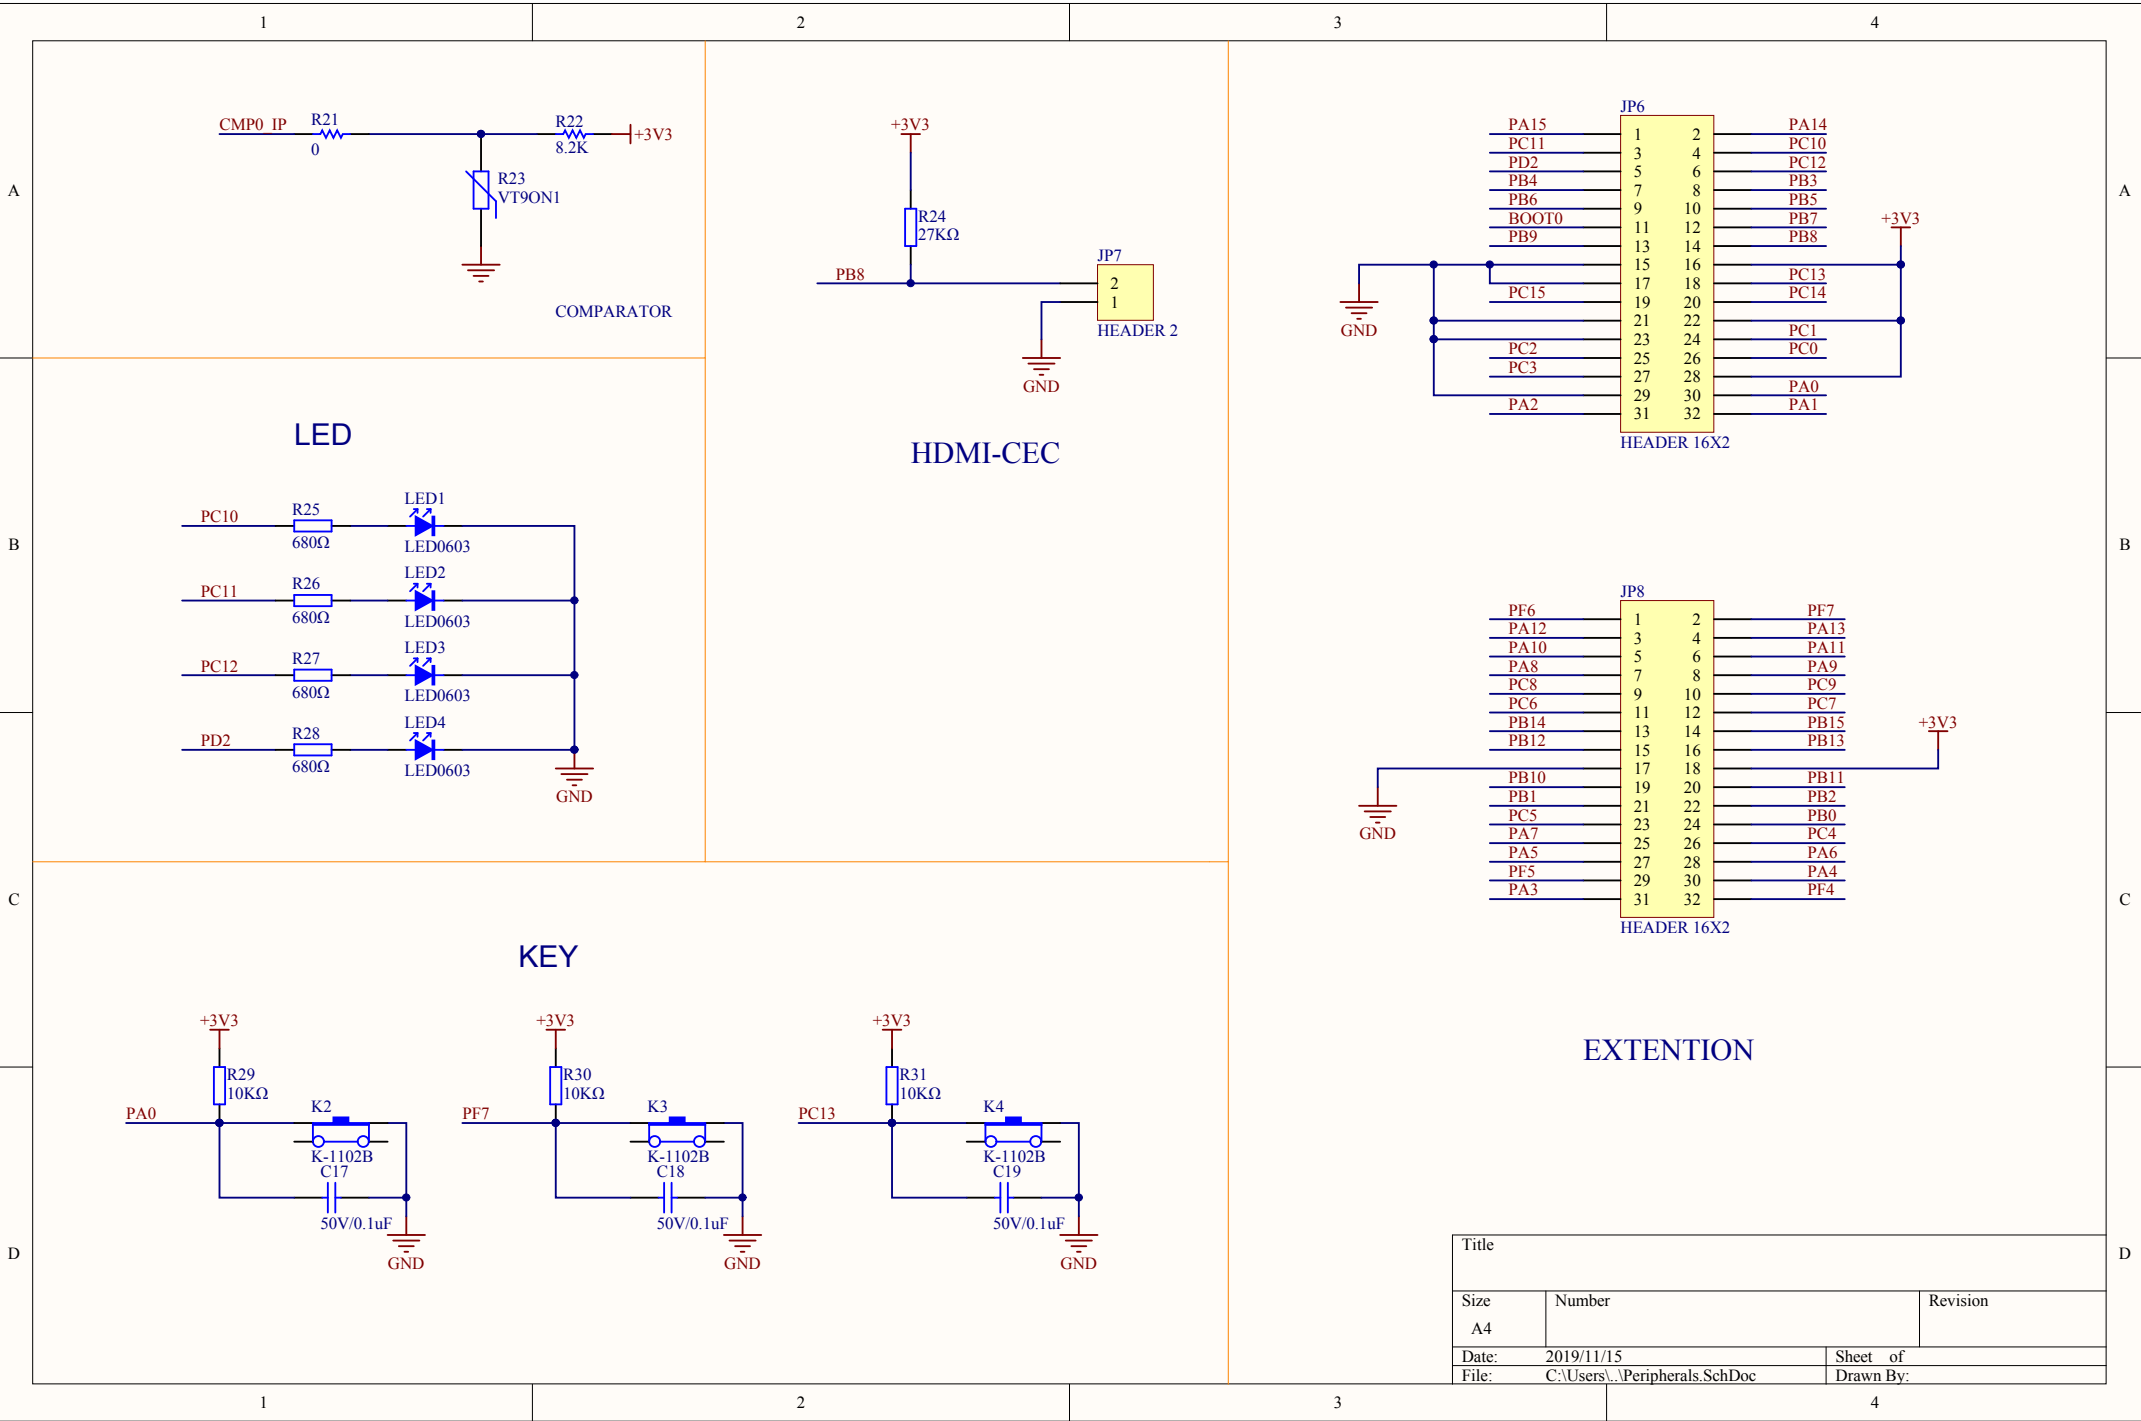 1 2 3 4
A
CMP0_IP R21 0
R22 8.2K +3V3
R23
VT9ON1
COMPARATOR
+3V3
R24
27KΩ
PB8
JP7
2
1
HEADER 2
GND
HDMI-CEC
JP6
PA15 1 2 PA14
PC11 3 4 PC10
PD2 5 6 PC12
PB4 7 8 PB3
PB6 9 10 PB5
BOOT0 11 12 PB7
PB9 13 14 PB8
15 16 +3V3
17 18 PC13
PC15 19 20 PC14
21 22
23 24 PC1
PC2 25 26 PC0
PC3 27 28
29 30 PA0
PA2 31 32 PA1
GND
HEADER 16X2
A
B
LED
PC10 R25 680Ω LED1 LED0603
PC11 R26 680Ω LED2 LED0603
PC12 R27 680Ω LED3 LED0603
PD2 R28 680Ω LED4 LED0603
GND
JP8
PF6 1 2 PF7
PA12 3 4 PA13
PA10 5 6 PA11
PA8 7 8 PA9
PC8 9 10 PC9
PC6 11 12 PC7
PB14 13 14 PB15
PB12 15 16 PB13
17 18 +3V3
PB10 19 20 PB11
PB1 21 22 PB2
PC5 23 24 PB0
PA7 25 26 PC4
PA5 27 28 PA6
PF5 29 30 PA4
PA3 31 32 PF4
GND
HEADER 16X2
B
C
KEY
EXTENTION
C
+3V3
R29
10KΩ
PA0
K2
K-1102B
C17
50V/0.1uF
GND
+3V3
R30
10KΩ
PF7
K3
K-1102B
C18
50V/0.1uF
GND
+3V3
R31
10KΩ
PC13
K4
K-1102B
C19
50V/0.1uF
GND
D
Title
Size Number Revision
A4
Date: 2019/11/15 Sheet of
File: C:\Users\..\Peripherals.SchDoc Drawn By:
D
1 2 3 4